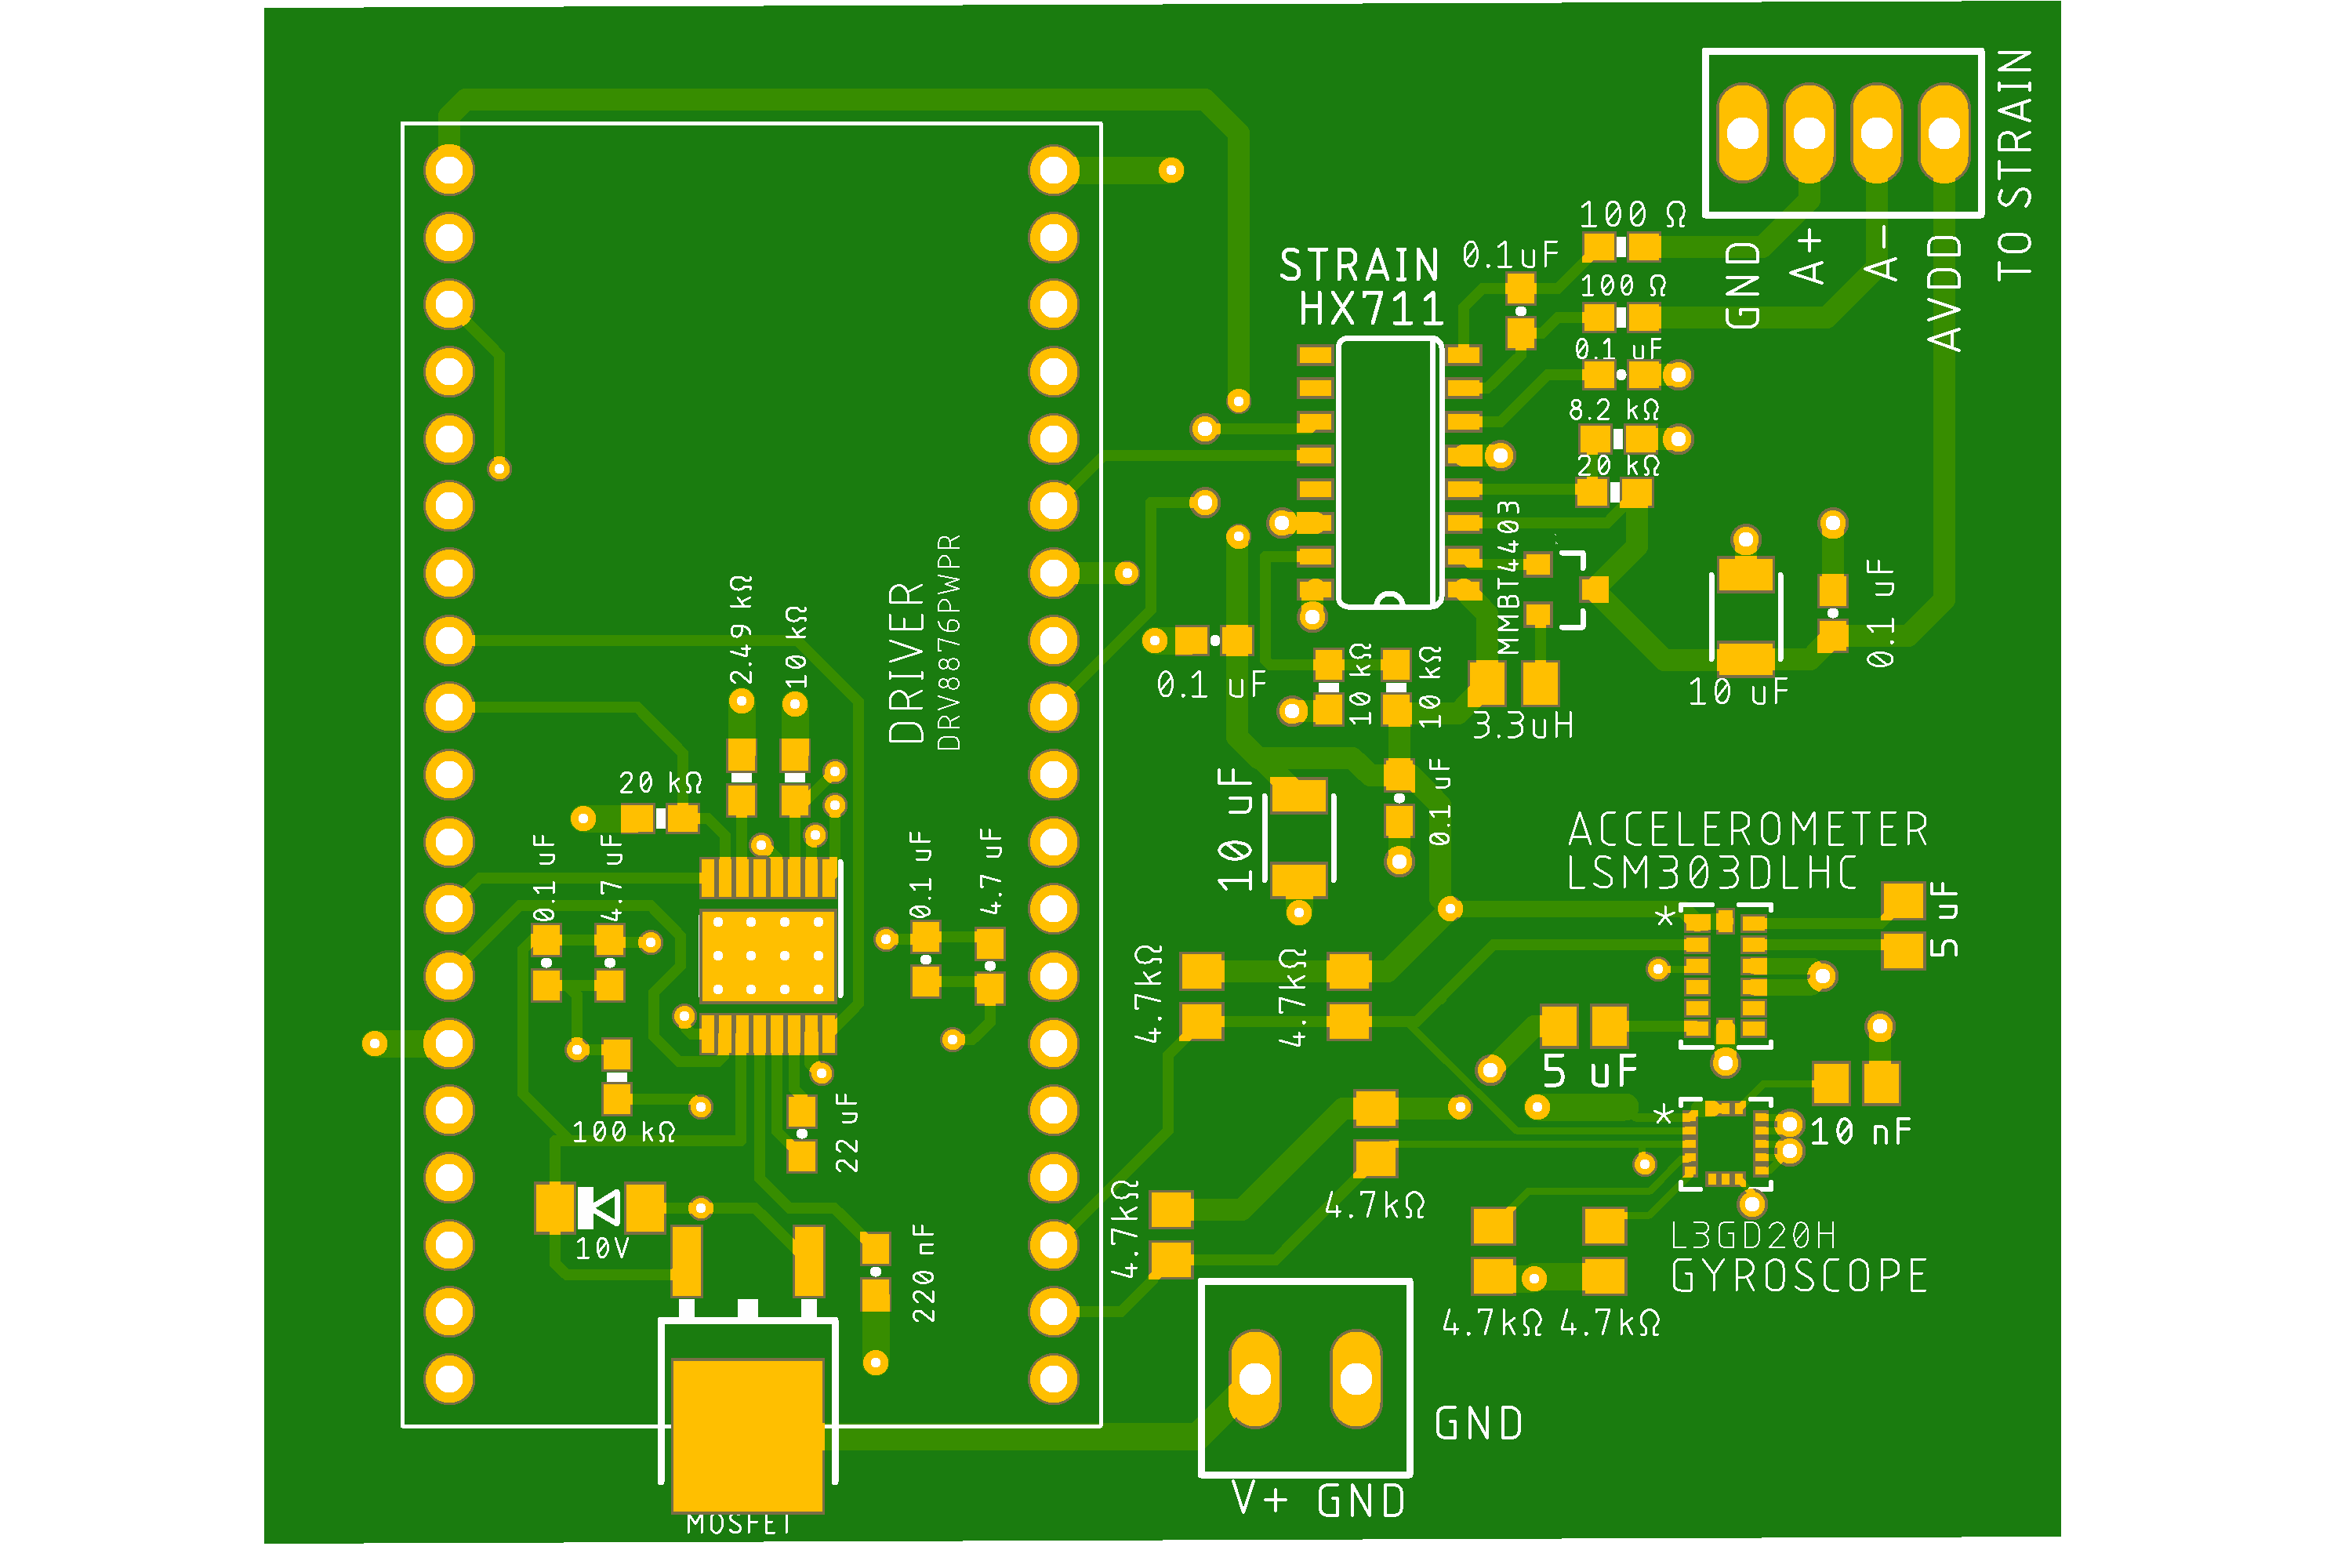 TO STRAIN
100 Ω
STRAIN
HX711
0.1uF
100 Ω
GND
A+
A-
AVDD
0.1 uF
8.2 kΩ
20 kΩ
MMBT4403
DRIVER
DRV8876PWPR
2.49 kΩ
10 kΩ
0.1 uF
10 kΩ
10 kΩ
3.3uH
10 uF
0.1 uF
20 kΩ
10 uF
0.1 uF
ACCELEROMETER
LSM303DLHC
*
5 uF
0.1 uF
4.7 uF
0.1 uF
4.7 uF
4.7kΩ
4.7kΩ
5 uF
*
10 nF
100 kΩ
22 uF
4.7kΩ
4.7kΩ
L3GD20H
GYROSCOPE
10V
220 nF
4.7kΩ
4.7kΩ
GND
V+ GND
MOSFET